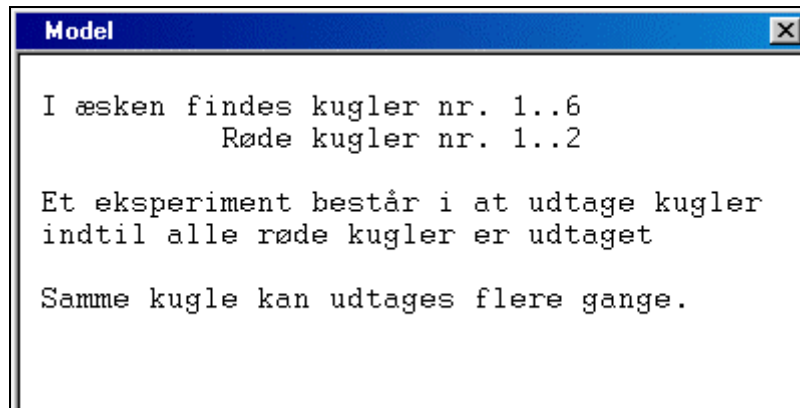 Model
I æsken findes kugler nr. 1..6
Røde kugler nr. 1..2
Et eksperiment består i at udtage kugler
indtil alle røde kugler er udtaget
Samme kugle kan udtages flere gange.